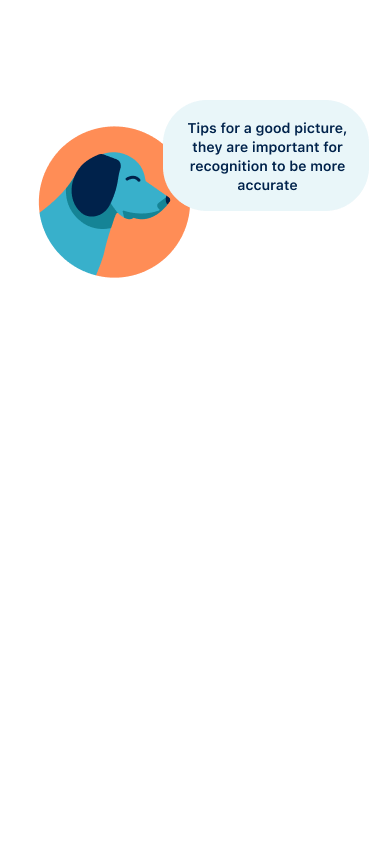 Tips for a good picture,
they are important for
recognition to be more
accurate